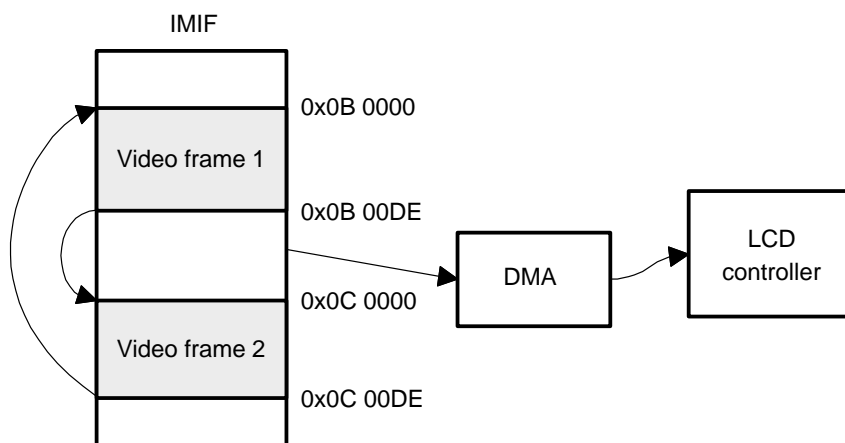 IMIF
0x0B 0000
Video frame 1
0x0B 00DE
DMA
LCD
controller
0x0C 0000
Video frame 2
0x0C 00DE